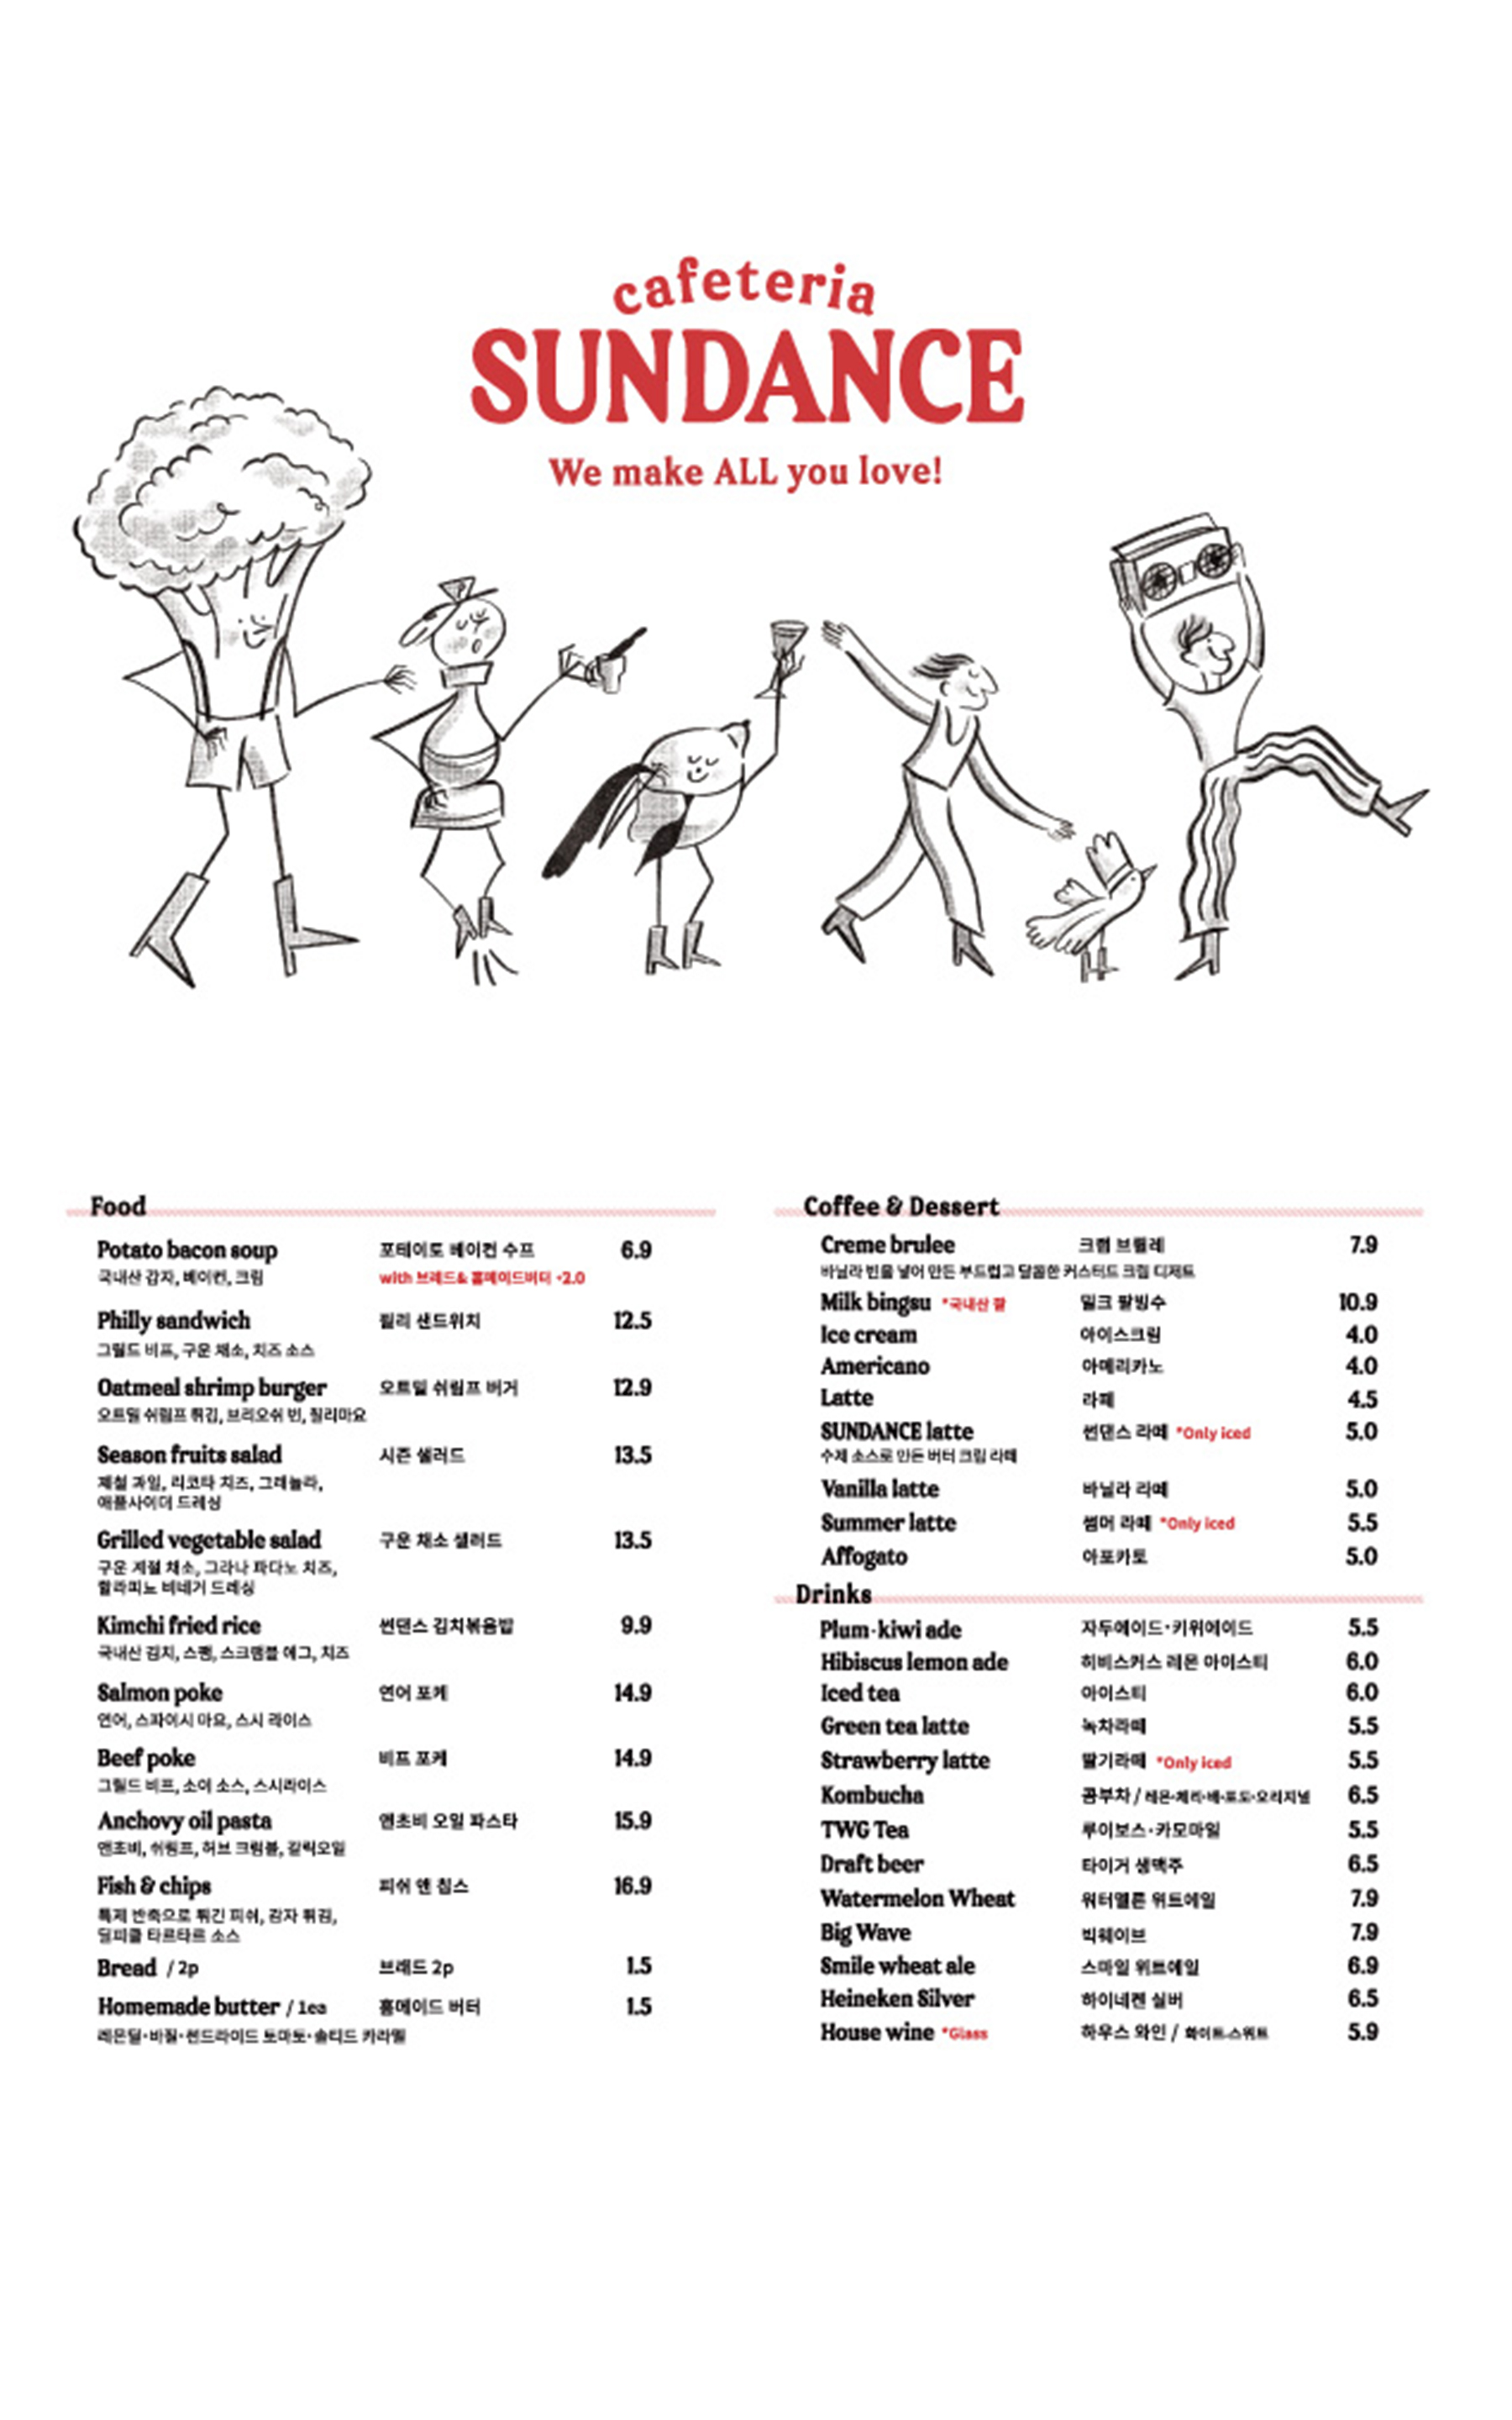 cafeteria
SUNDANCE
We make ALL you love!
Food
Potato bacon soup 포테이토 베이컨 수프 6.9
국내산 감자, 베이컨, 크림 with 브레드& 홈메이드버터 +2.0
Philly sandwich 필리 샌드위치 12.5
그릴드 비프, 구운 채소, 치즈 소스
Oatmeal shrimp burger 오트밀 쉬림프 버거 12.9
오트밀 쉬림프 튀김, 브리오쉬 번, 칠리마요
Season fruits salad 시즌 샐러드 13.5
제철 과일, 리코타 치즈, 그래놀라,
애플사이더 드레싱
Grilled vegetable salad 구운 채소 샐러드 13.5
구운 제철 채소, 그라나 파다노 치즈,
할라피뇨 비네거 드레싱
Kimchi fried rice 썬댄스 김치볶음밥 9.9
국내산 김치, 스팸, 스크램블 에그, 치즈
Salmon poke 연어 포케 14.9
연어, 스파이시 마요, 스시 라이스
Beef poke 비프 포케 14.9
그릴드 비프, 소이 소스, 스시라이스
Anchovy oil pasta 앤초비 오일 파스타 15.9
앤초비, 쉬림프, 허브 크럼블, 갈릭오일
Fish & chips 피쉬 앤 칩스 16.9
특제 반죽으로 튀긴 피쉬, 감자 튀김,
딜피클 타르타르 소스
Bread / 2p 브래드 2p 1.5
Homemade butter / 1ea 홈메이드 버터 1.5
레몬딜·바질·썬드라이드 토마토·솔티드 카라멜
Coffee & Dessert
Creme brulee 크렘 브륄레 7.9
바닐라 빈을 넣어 만든 부드럽고 달콤한 커스터드 크림 디저트
Milk bingsu *국내산 팥 밀크 팥빙수 10.9
Ice cream 아이스크림 4.0
Americano 아메리카노 4.0
Latte 라떼 4.5
SUNDANCE latte 썬댄스 라떼 *Only iced 5.0
수제 소스로 만든 버터 크림 라떼
Vanilla latte 바닐라 라떼 5.0
Summer latte 썸머 라떼 *Only iced 5.5
Affogato 아포카토 5.0
Drinks
Plum·kiwi ade 자두에이드·키위에이드 5.5
Hibiscus lemon ade 히비스커스 레몬 아이스티 6.0
Iced tea 아이스티 6.0
Green tea latte 녹차라떼 5.5
Strawberry latte 딸기라떼 *Only iced 5.5
Kombucha 콤부차 / 레몬·체리·배·포도·오리지널 6.5
TWG Tea 루이보스·카모마일 5.5
Draft beer 타이거 생맥주 6.5
Watermelon Wheat 워터멜론 위트에일 7.9
Big Wave 빅웨이브 7.9
Smile wheat ale 스마일 위트에일 6.9
Heineken Silver 하이네켄 실버 6.5
House wine *Glass 하우스 와인 / 화이트·스위트 5.9